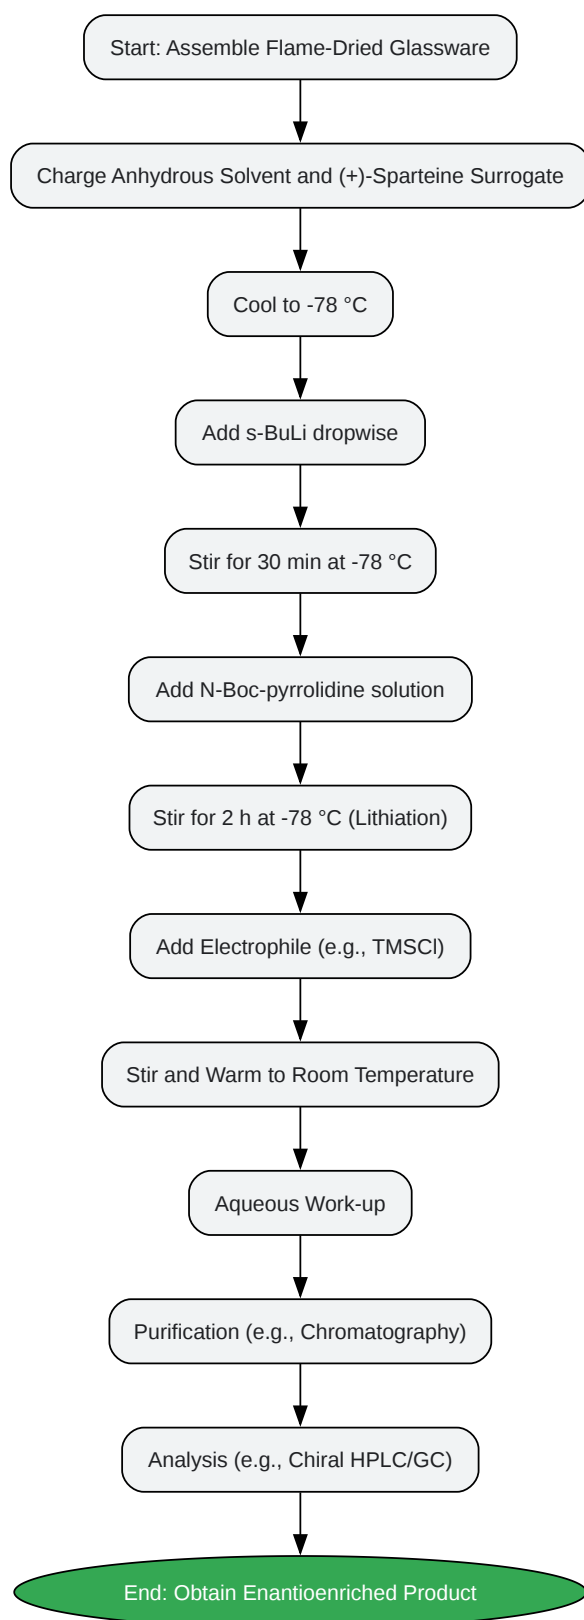 Start: Assemble Flame-Dried Glassware
Charge Anhydrous Solvent and (+)-Sparteine Surrogate
Cool to -78 °C
Add s-BuLi dropwise
Stir for 30 min at -78 °C
Add N-Boc-pyrrolidine solution
Stir for 2 h at -78 °C (Lithiation)
Add Electrophile (e.g., TMSCl)
Stir and Warm to Room Temperature
Aqueous Work-up
Purification (e.g., Chromatography)
Analysis (e.g., Chiral HPLC/GC)
End: Obtain Enantioenriched Product